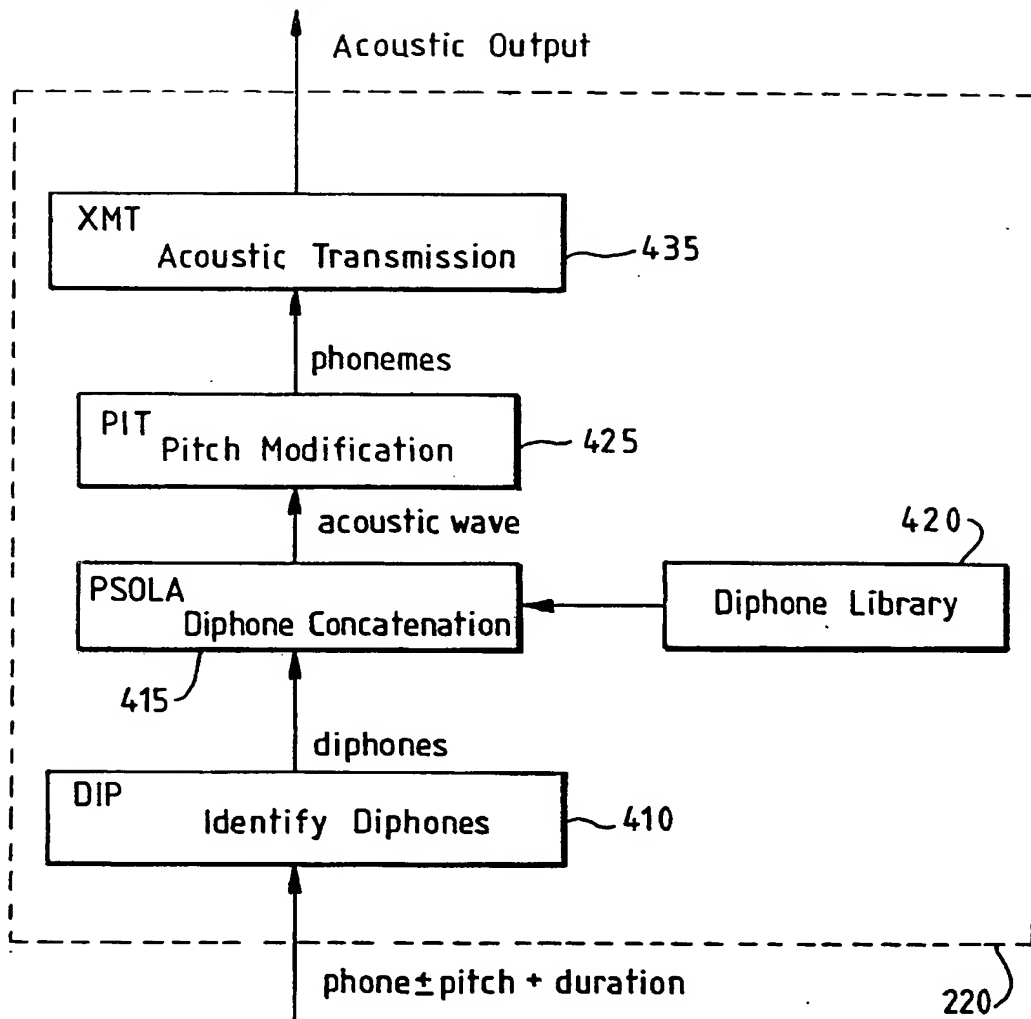 Acoustic Output
XMT
Acoustic Transmission
435
phonemes
PIT
Pitch Modification
425
acoustic wave
420
PSOLA
Diphone Concatenation
Diphone Library
415
diphones
DIP
Identify Diphones
410
phone ± pitch + duration
220